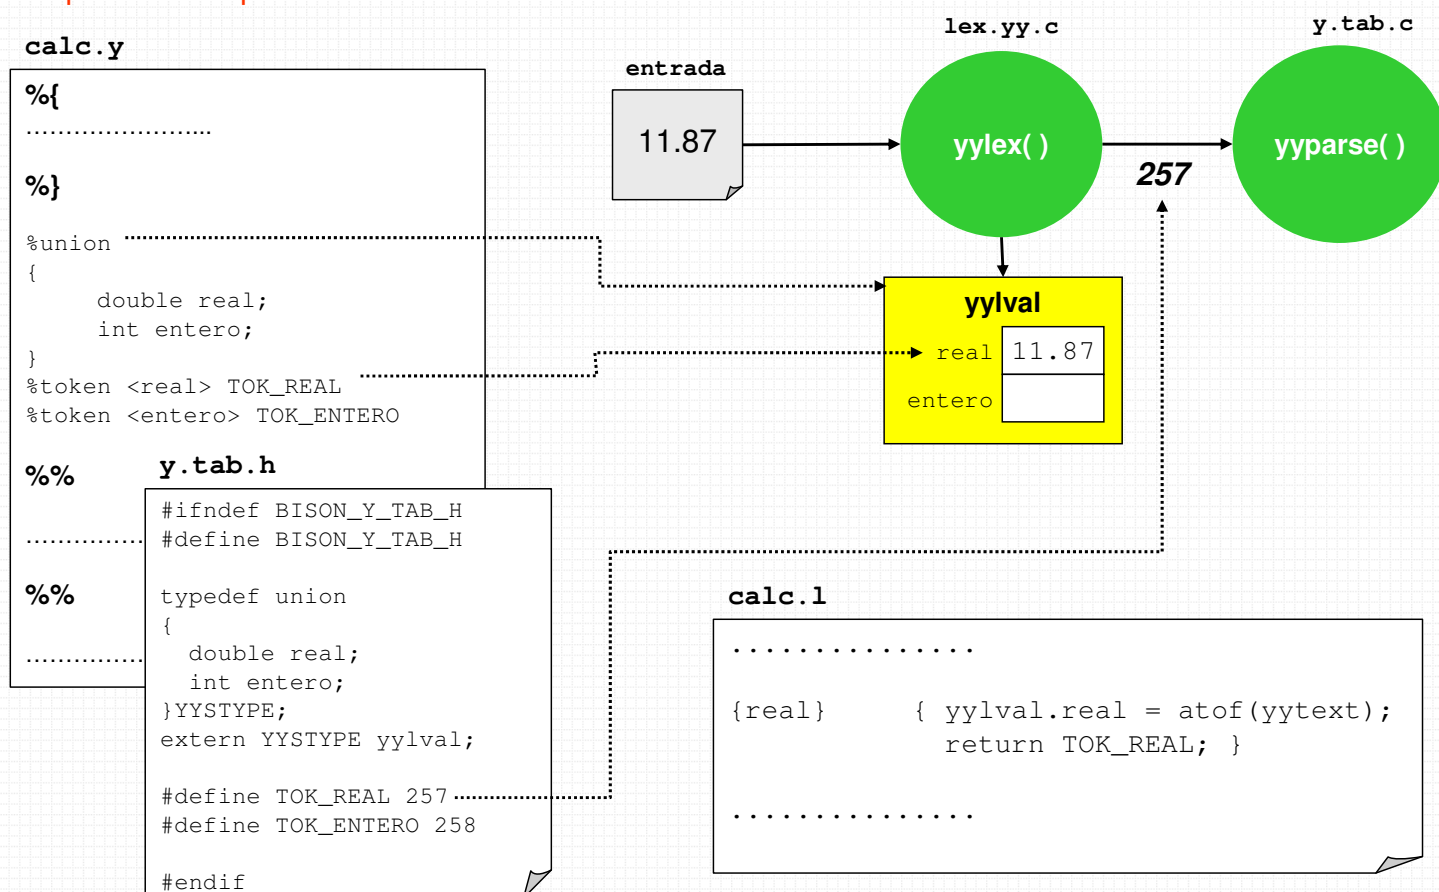 calc.y
%{
........................
%}
%union
{
double real;
int entero;
}
%token <real> TOK_REAL
%token <entero> TOK_ENTERO
%%
...............
%%
...............
y.tab.h
#ifndef BISON_Y_TAB_H
#define BISON_Y_TAB_H
typedef union
{
double real;
int entero;
}YYSTYPE;
extern YYSTYPE yylval;
#define TOK_REAL 257
#define TOK_ENTERO 258
#endif
entrada
11.87
lex.yy.c
yylex( )
257
y.tab.c
yyparse( )
yylval
real 11.87
entero
calc.l
...............
{real} { yylval.real = atof(yytext);
return TOK_REAL; }
...............